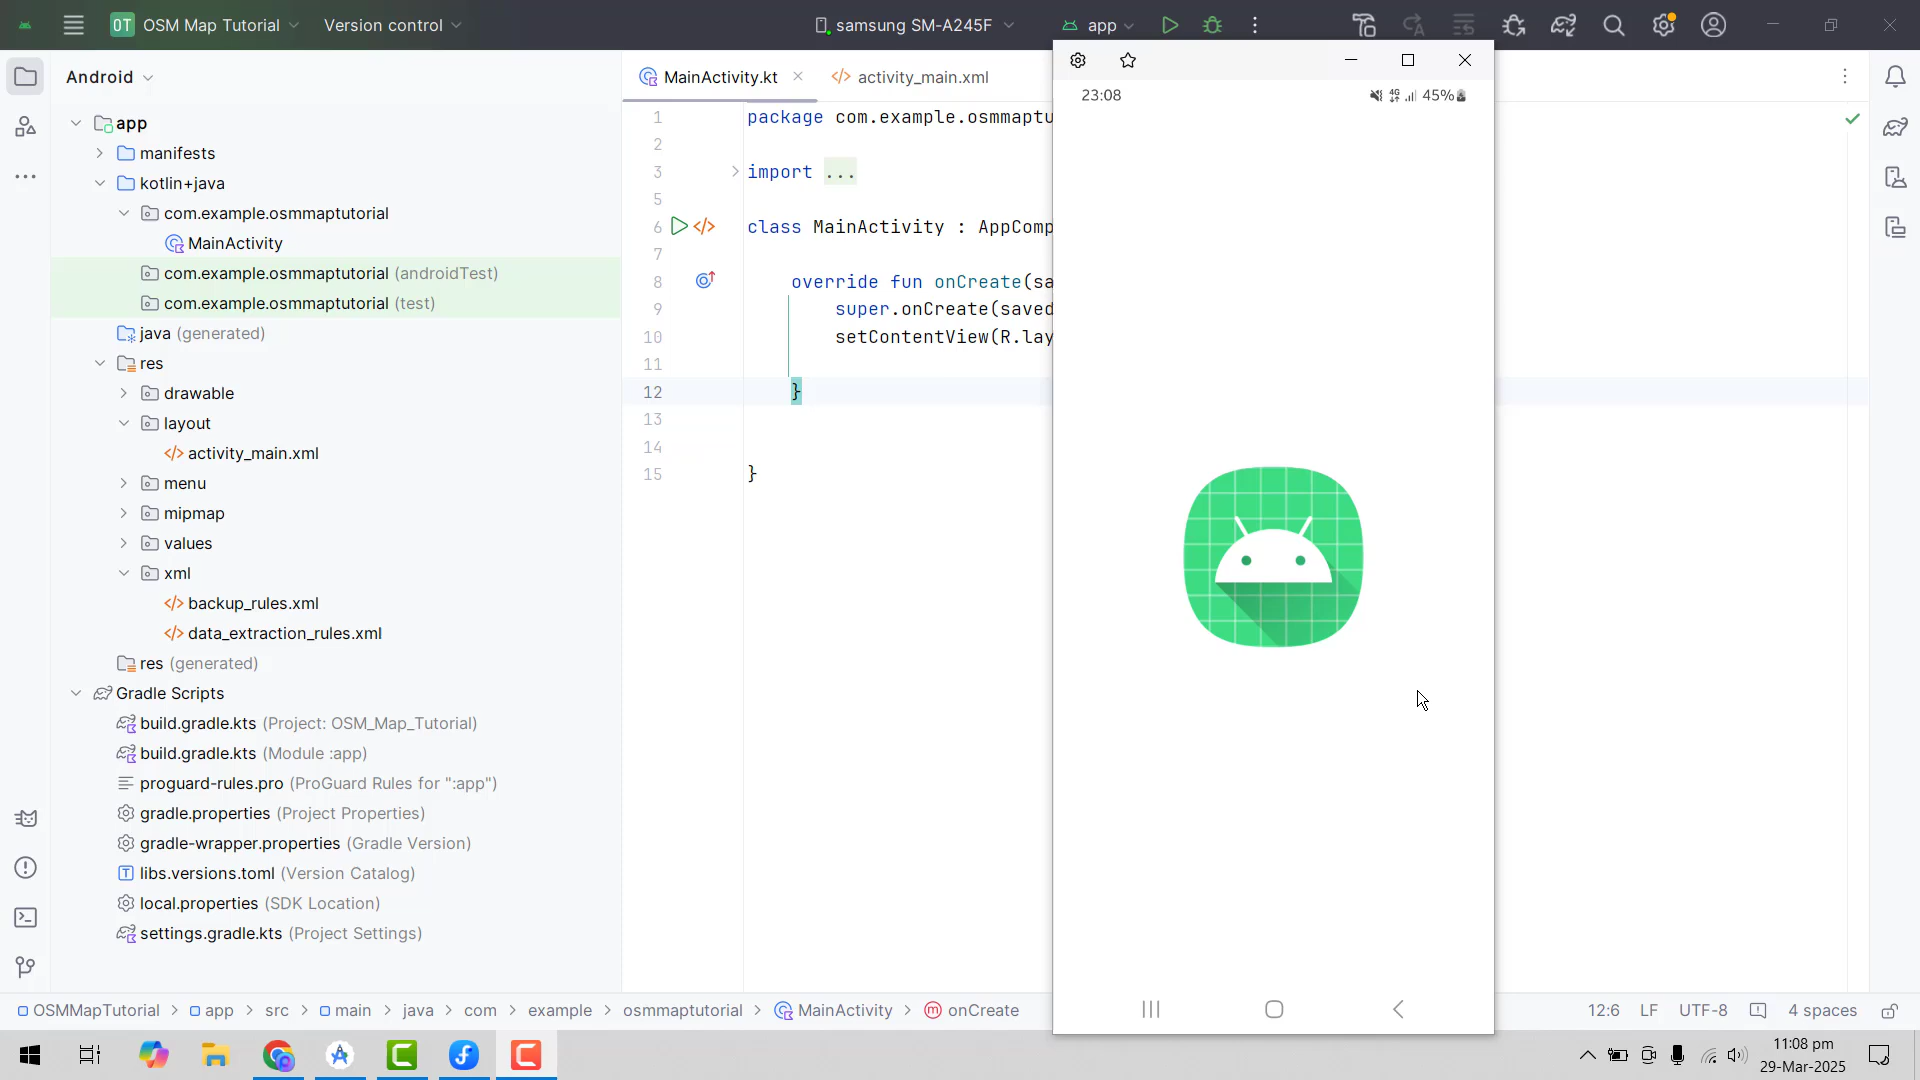 OT OSM Map Tutorial Version control samsung SM-A245F app
Android
MainActivity.kt activity_main.xml
23:08 4G 45%
app
manifests
kotlin+java
com.example.osmmaptutorial
MainActivity
com.example.osmmaptutorial (androidTest)
com.example.osmmaptutorial (test)
java (generated)
res
drawable
layout
activity_main.xml
menu
mipmap
values
xml
backup_rules.xml
data_extraction_rules.xml
res (generated)
Gradle Scripts
build.gradle.kts (Project: OSM_Map_Tutorial)
build.gradle.kts (Module :app)
proguard-rules.pro (ProGuard Rules for ":app")
gradle.properties (Project Properties)
gradle-wrapper.properties (Gradle Version)
libs.versions.toml (Version Catalog)
local.properties (SDK Location)
settings.gradle.kts (Project Settings)
1 package com.example.osmmaptu
2
3 import ...
5
6 class MainActivity : AppComp
7
8 override fun onCreate(sa
9 super.onCreate(saved
10 setContentView(R.lay
11
12 }
13
14
15 }
OSMMapTutorial > app > src > main > java > com > example > osmmaptutorial > MainActivity > onCreate
12:6 LF UTF-8 4 spaces
11:08 pm
29-Mar-2025